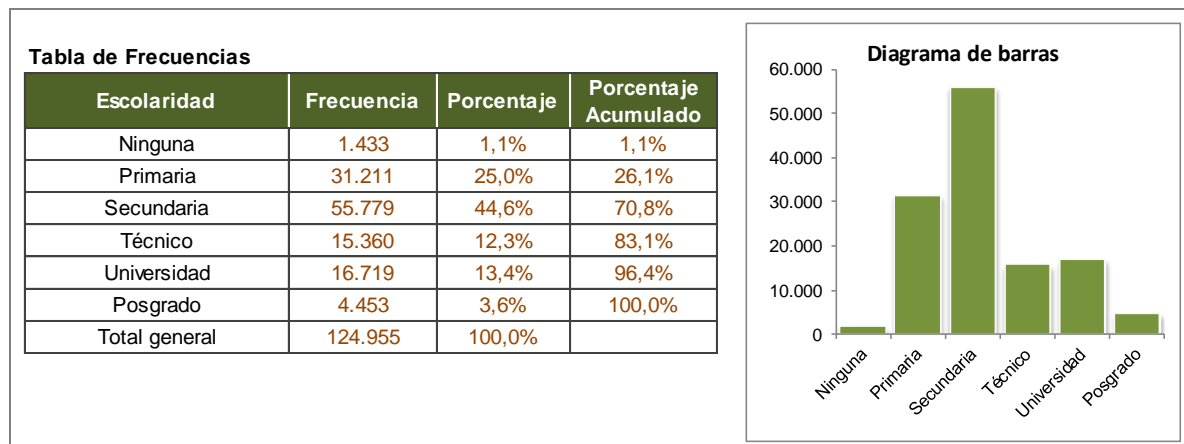 Tabla de Frecuencias
Escolaridad Frecuencia Porcentaje Porcentaje
Acumulado
Ninguna 1.433 1,1% 1,1%
Primaria 31.211 25,0% 26,1%
Secundaria 55.779 44,6% 70,8%
Técnico 15.360 12,3% 83,1%
Universidad 16.719 13,4% 96,4%
Posgrado 4.453 3,6% 100,0%
Total general 124.955 100,0%
Diagrama de barras
60.000
50.000
40.000
30.000
20.000
10.000
0
Ninguna Primaria Secundaria Técnico Universidad Posgrado